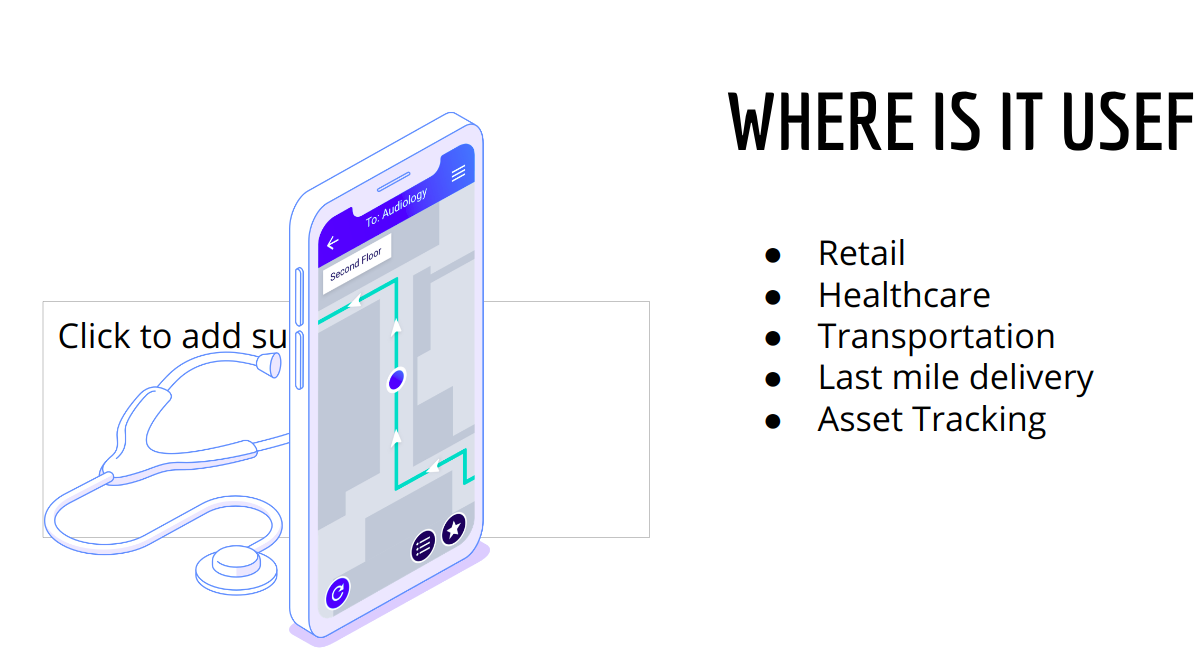 WHERE IS IT USEF
To: Audiology
Second Floor
Click to add su
● Retail
● Healthcare
● Transportation
● Last mile delivery
● Asset Tracking